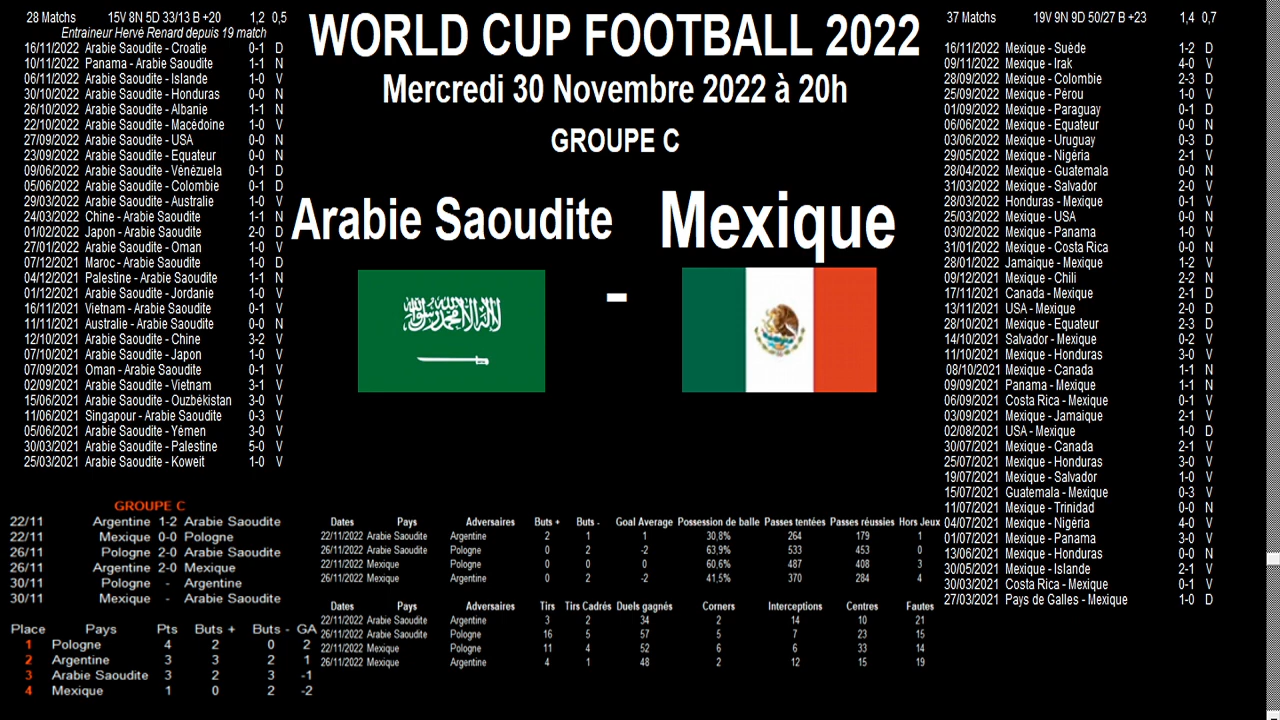 28 Matchs 15V 8N 5D 33/13 B +20 1,2 0,5
Entraineur Hervé Renard depuis 19 match
16/11/2022 Arabie Saoudite - Croatie 0-1 D
10/11/2022 Panama - Arabie Saoudite 1-1 N
06/11/2022 Arabie Saoudite - Islande 1-0 V
30/10/2022 Arabie Saoudite - Honduras 0-0 N
26/10/2022 Arabie Saoudite - Albanie 1-1 N
22/10/2022 Arabie Saoudite - Macédoine 1-0 V
27/09/2022 Arabie Saoudite - USA 0-0 N
23/09/2022 Arabie Saoudite - Equateur 0-0 N
09/06/2022 Arabie Saoudite - Vénézuela 0-1 D
05/06/2022 Arabie Saoudite - Colombie 0-1 D
29/03/2022 Arabie Saoudite - Australie 1-0 V
24/03/2022 Chine - Arabie Saoudite 1-1 N
01/02/2022 Japon - Arabie Saoudite 2-0 D
27/01/2022 Arabie Saoudite - Oman 1-0 V
07/12/2021 Maroc - Arabie Saoudite 1-0 D
04/12/2021 Palestine - Arabie Saoudite 1-1 N
01/12/2021 Arabie Saoudite - Jordanie 1-0 V
16/11/2021 Vietnam - Arabie Saoudite 0-1 V
11/11/2021 Australie - Arabie Saoudite 0-0 N
12/10/2021 Arabie Saoudite - Chine 3-2 V
07/10/2021 Arabie Saoudite - Japon 1-0 V
07/09/2021 Oman - Arabie Saoudite 0-1 V
02/09/2021 Arabie Saoudite - Vietnam 3-1 V
15/06/2021 Arabie Saoudite - Ouzbékistan 3-0 V
11/06/2021 Singapour - Arabie Saoudite 0-3 V
05/06/2021 Arabie Saoudite - Yémen 3-0 V
30/03/2021 Arabie Saoudite - Palestine 5-0 V
25/03/2021 Arabie Saoudite - Koweit 1-0 V
WORLD CUP FOOTBALL 2022
Mercredi 30 Novembre 2022 à 20h
GROUPE C
Arabie Saoudite - Mexique
لا إله إلا الله محمد رسول الله
37 Matchs 19V 9N 9D 50/27 B +23 1,4 0,7
16/11/2022 Mexique - Suède 1-2 D
09/11/2022 Mexique - Irak 4-0 V
28/09/2022 Mexique - Colombie 2-3 D
25/09/2022 Mexique - Pérou 1-0 V
01/09/2022 Mexique - Paraguay 0-1 D
06/06/2022 Mexique - Equateur 0-0 N
03/06/2022 Mexique - Uruguay 0-3 D
29/05/2022 Mexique - Nigéria 2-1 V
28/04/2022 Mexique - Guatemala 0-0 N
31/03/2022 Mexique - Salvador 2-0 V
28/03/2022 Honduras - Mexique 0-1 V
25/03/2022 Mexique - USA 0-0 N
03/02/2022 Mexique - Panama 1-0 V
31/01/2022 Mexique - Costa Rica 0-0 N
28/01/2022 Jamaique - Mexique 1-2 V
09/12/2021 Mexique - Chili 2-2 N
17/11/2021 Canada - Mexique 2-1 D
13/11/2021 USA - Mexique 2-0 D
28/10/2021 Mexique - Equateur 2-3 D
14/10/2021 Salvador - Mexique 0-2 V
11/10/2021 Mexique - Honduras 3-0 V
08/10/2021 Mexique - Canada 1-1 N
09/09/2021 Panama - Mexique 1-1 N
06/09/2021 Costa Rica - Mexique 0-1 V
03/09/2021 Mexique - Jamaique 2-1 V
02/08/2021 USA - Mexique 1-0 D
30/07/2021 Mexique - Canada 2-1 V
25/07/2021 Mexique - Honduras 3-0 V
19/07/2021 Mexique - Salvador 1-0 V
15/07/2021 Guatemala - Mexique 0-3 V
11/07/2021 Mexique - Trinidad 0-0 N
04/07/2021 Mexique - Nigéria 4-0 V
01/07/2021 Mexique - Panama 3-0 V
13/06/2021 Mexique - Honduras 0-0 N
30/05/2021 Mexique - Islande 2-1 V
30/03/2021 Costa Rica - Mexique 0-1 V
27/03/2021 Pays de Galles - Mexique 1-0 D
GROUPE C
22/11 Argentine 1-2 Arabie Saoudite
22/11 Mexique 0-0 Pologne
26/11 Pologne 2-0 Arabie Saoudite
26/11 Argentine 2-0 Mexique
30/11 Pologne - Argentine
30/11 Mexique - Arabie Saoudite
Place Pays Pts Buts + Buts - GA
1 Pologne 4 2 0 2
2 Argentine 3 3 2 1
3 Arabie Saoudite 3 2 3 -1
4 Mexique 1 0 2 -2
Dates Pays Adversaires Buts + Buts - Goal Average Possession de balle Passes tentées Passes réussies Hors Jeux
22/11/2022 Arabie Saoudite Argentine 2 1 1 30,8% 264 179 1
26/11/2022 Arabie Saoudite Pologne 0 2 -2 63,9% 533 453 0
22/11/2022 Mexique Pologne 0 0 0 60,6% 487 408 3
26/11/2022 Mexique Argentine 0 2 -2 41,5% 370 284 4
Dates Pays Adversaires Tirs Tirs Cadrés Duels gagnés Corners Interceptions Centres Fautes
22/11/2022 Arabie Saoudite Argentine 3 2 34 2 14 10 21
26/11/2022 Arabie Saoudite Pologne 16 5 57 5 7 23 15
22/11/2022 Mexique Pologne 11 4 52 6 6 33 14
26/11/2022 Mexique Argentine 4 1 48 2 12 15 19